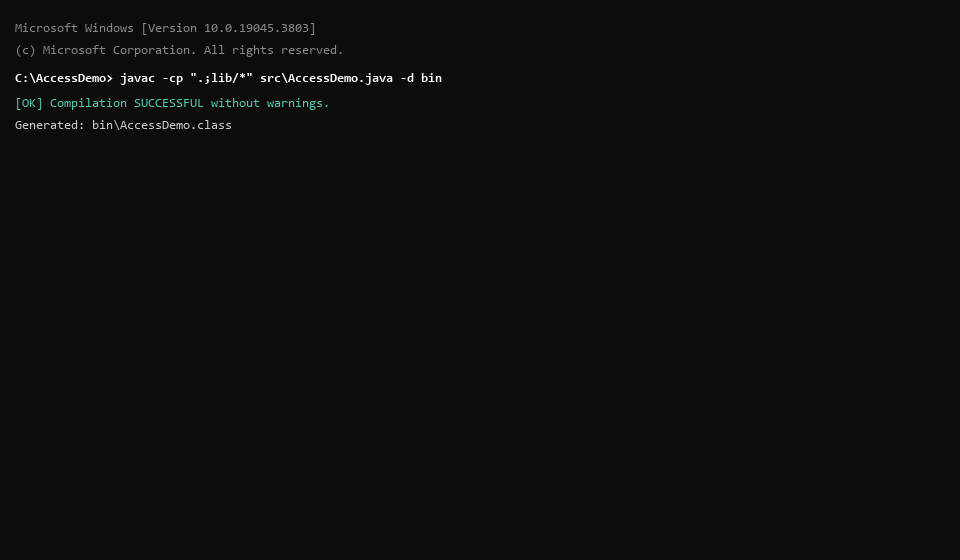 Microsoft Windows [Version 10.0.19045.3803]
(c) Microsoft Corporation. All rights reserved.
C:\AccessDemo> javac -cp ".;lib/*" src\AccessDemo.java -d bin
[OK] Compilation SUCCESSFUL without warnings.
Generated: bin\AccessDemo.class